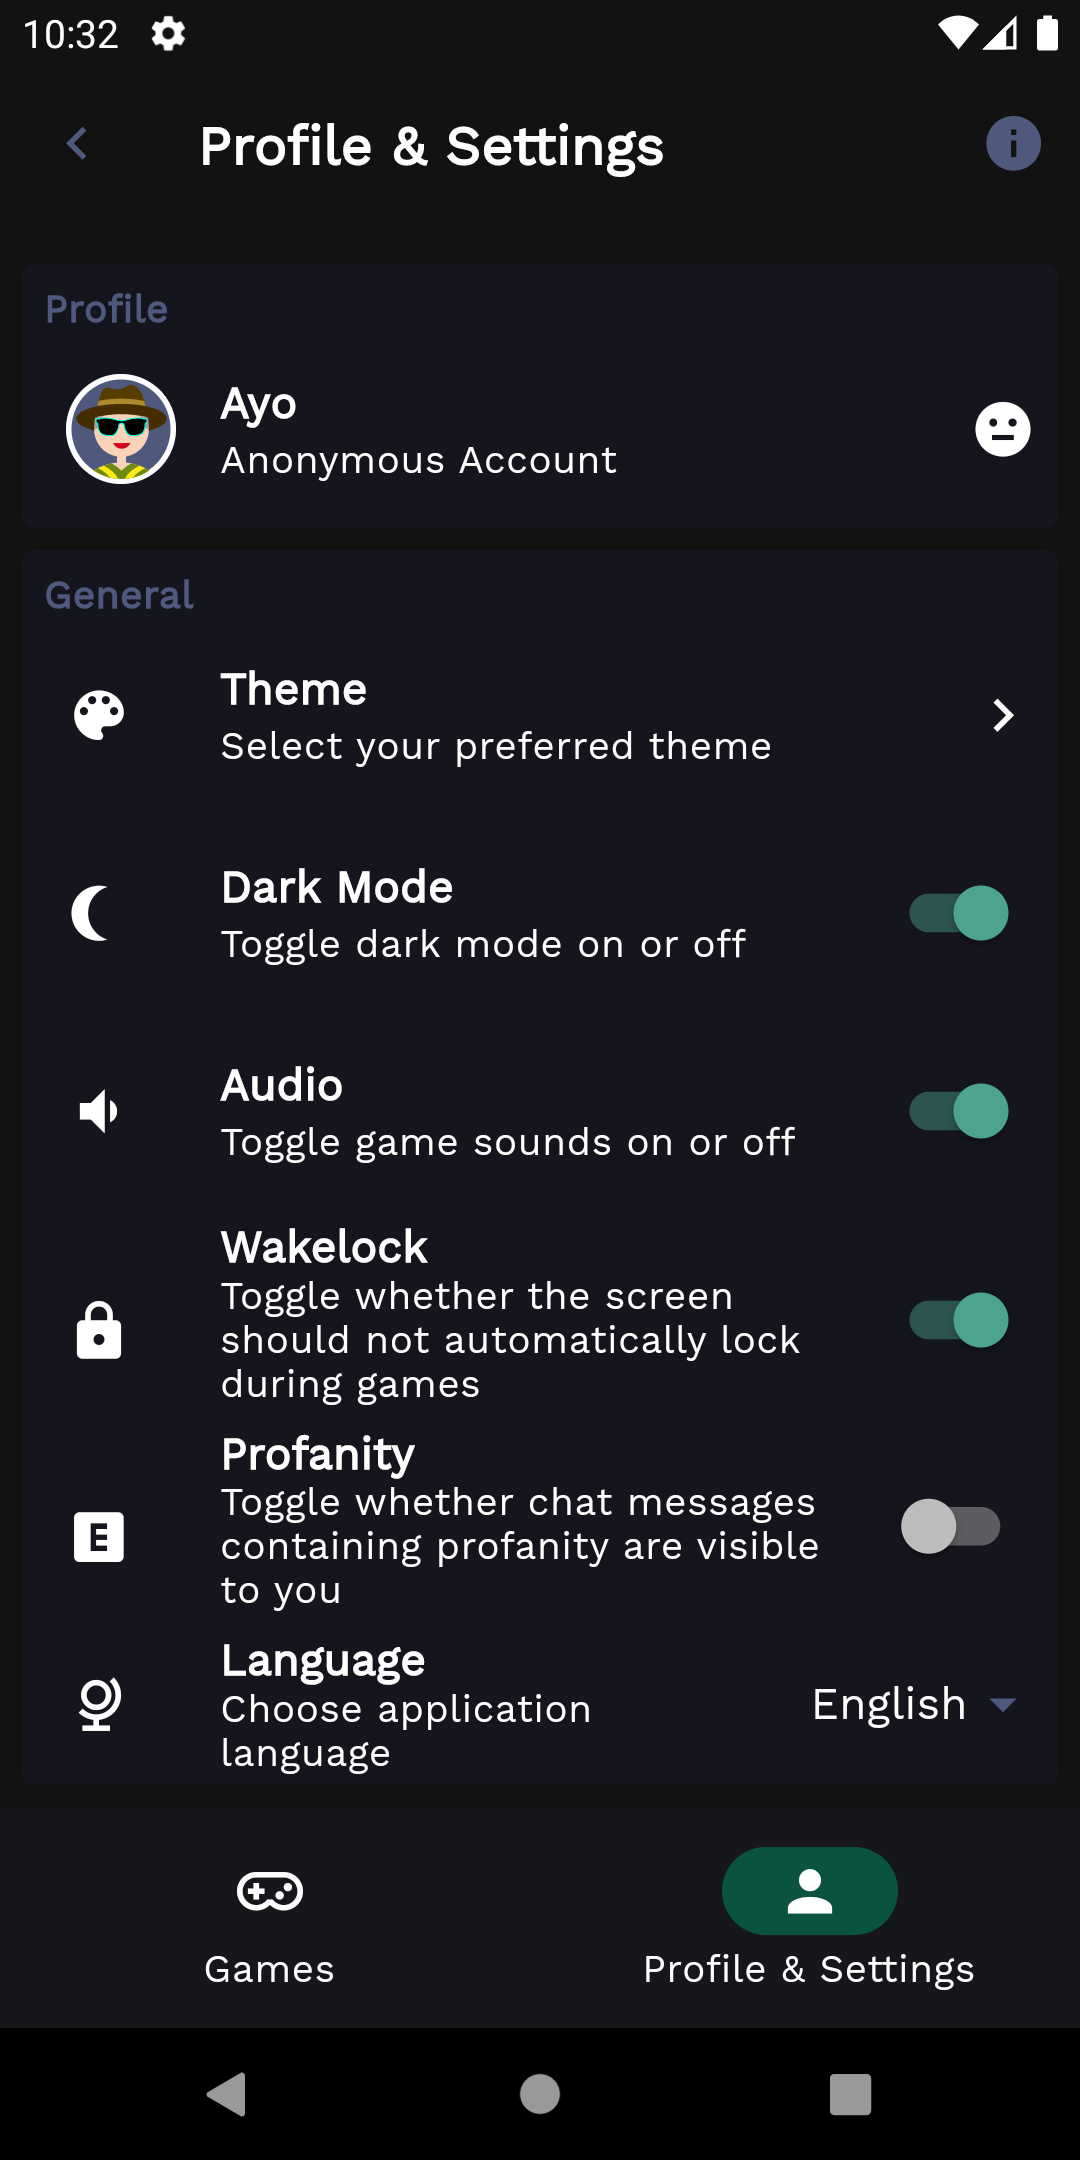 10:32
Profile & Settings
Profile
Ayo
Anonymous Account
General
Theme
Select your preferred theme
Dark Mode
Toggle dark mode on or off
Audio
Toggle game sounds on or off
Wakelock
Toggle whether the screen
should not automatically lock
during games
Profanity
Toggle whether chat messages
containing profanity are visible
to you
E
Language
Choose application
language
English
Games
Profile & Settings